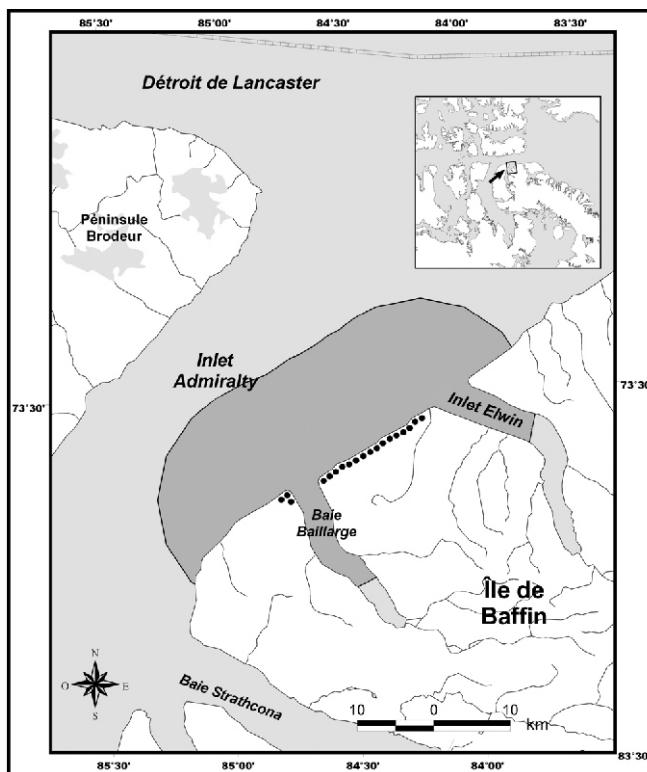 85˚00'
84˚30'
84˚00'
83˚30'
Détroit de Lancaster
Péninsule
Brodeur
Inlet
Admiralty
73˚30'
73˚30'
Inlet Elwin
Baie
Baillarge
Île de
Baffin
N
O
E
S
Baie Strathcona
10
0
10
km
85˚30'
85˚00'
84˚30'
84˚00'
83˚30'